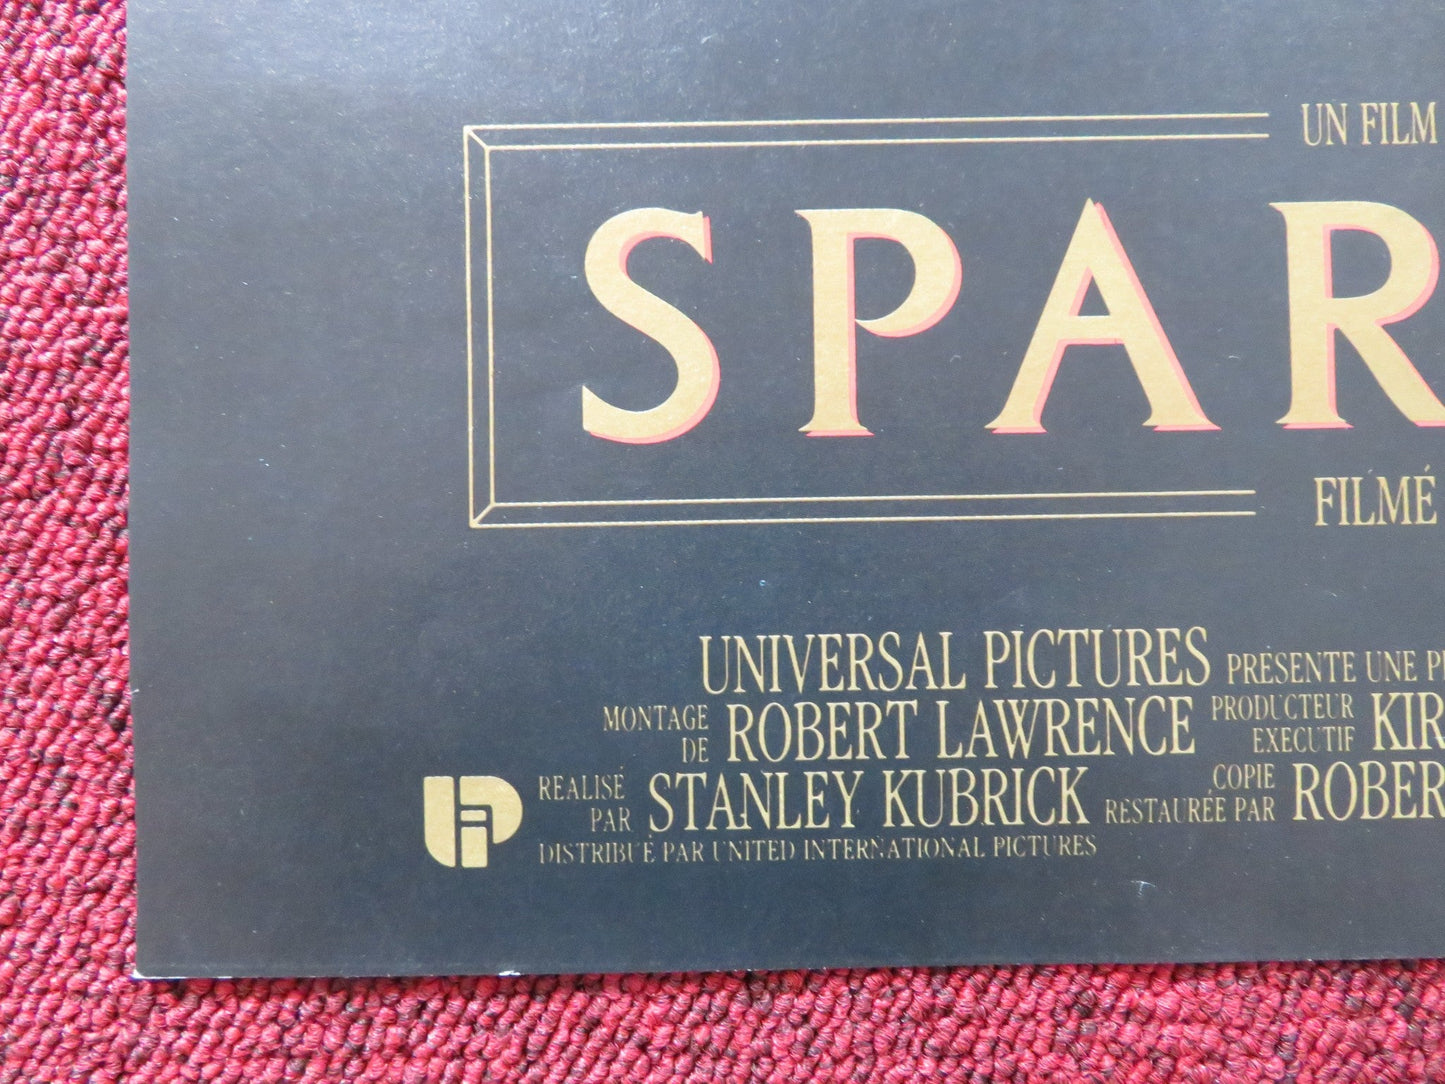 UN FILM
SPAR
FILMÉ
UNIVERSAL PICTURES PRÉSENTE UNE
MONTAGE DE ROBERT LAWRENCE PRODUCTEUR EXECUTIF KIR
RÉALISÉ PAR STANLEY KUBRICK COPIE RESTAURÉE PAR ROBER
DISTRIBUÉ PAR UNITED INTERNATIONAL PICTURES
UIP